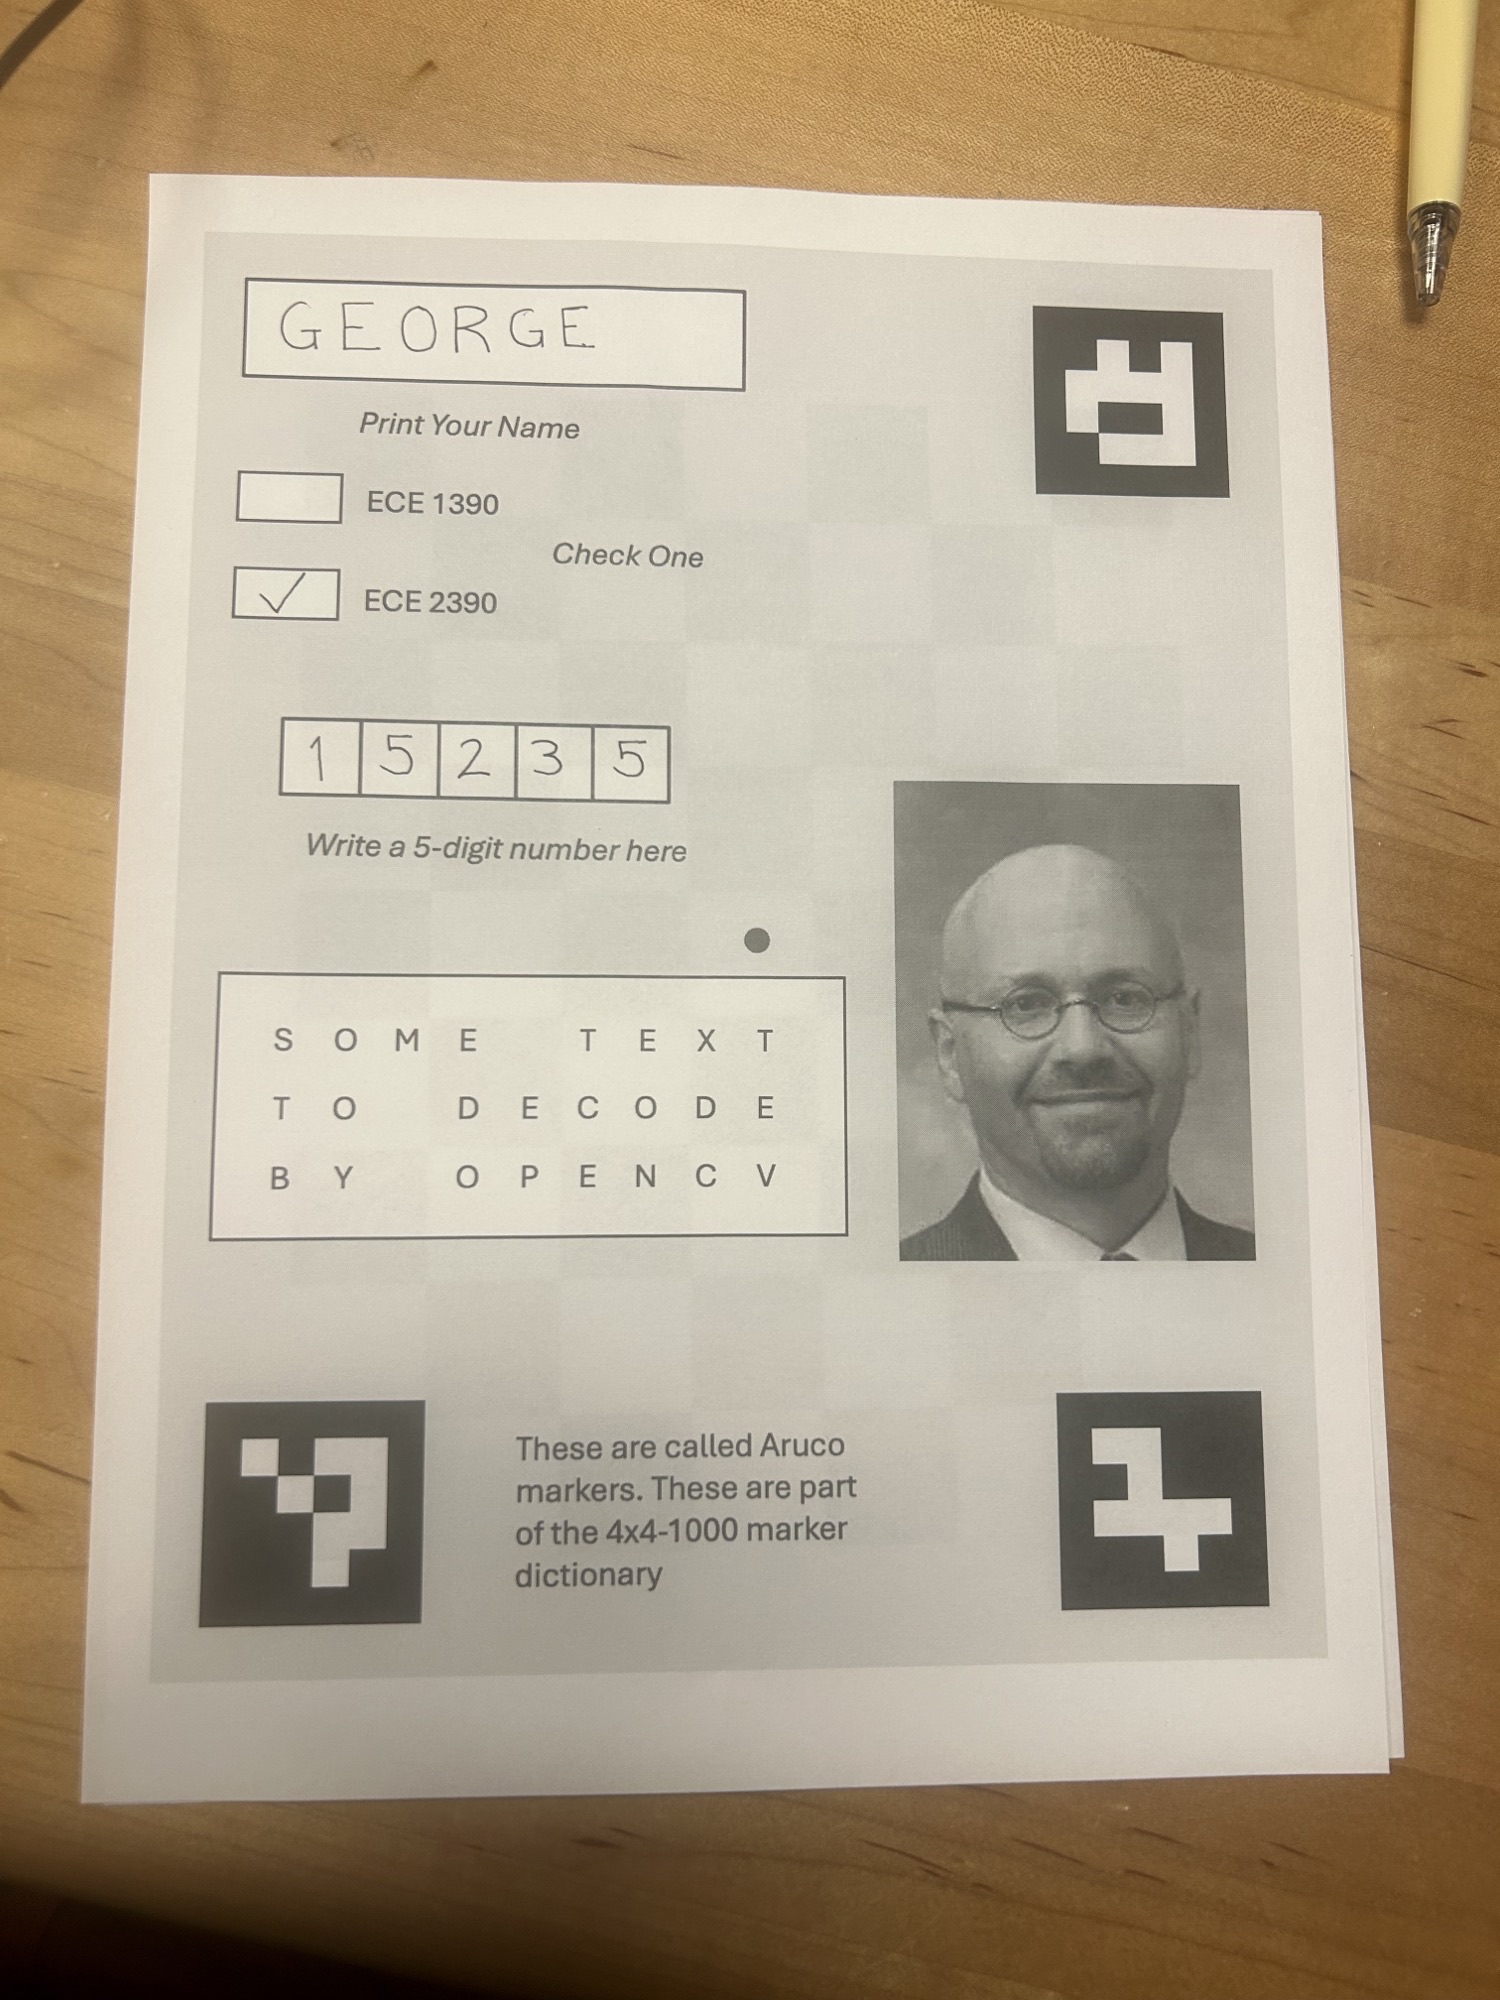 GEORGE
Print Your Name
ECE 1390
Check One
ECE 2390
1 5 2 3 5
Write a 5-digit number here
S O M E T E X T
T O D E C O D E
B Y O P E N C V
These are called Aruco
markers. These are part
of the 4x4-1000 marker
dictionary